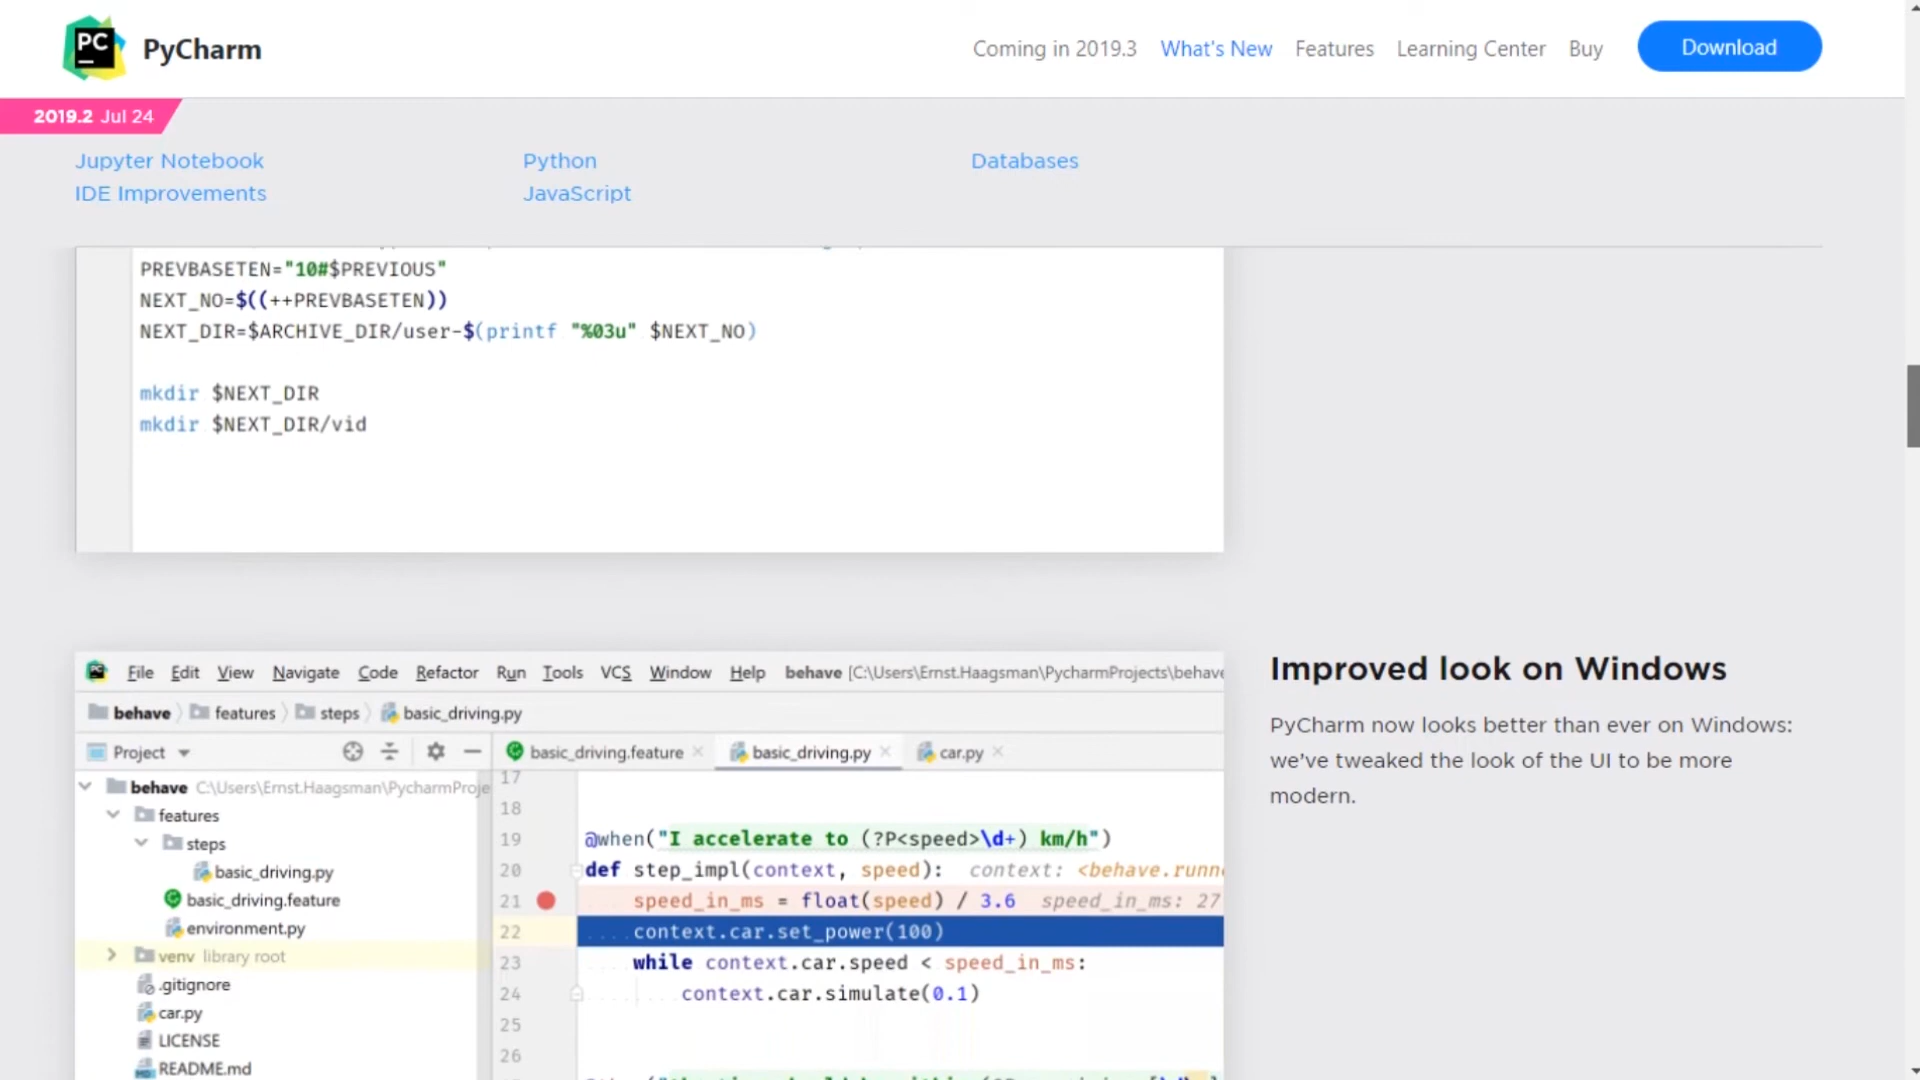 PC
PyCharm
Coming in 2019.3 What's New Features Learning Center Buy Download
2019.2 Jul 24
Jupyter Notebook Python Databases
IDE Improvements JavaScript
PREVBASETEN="10#$PREVIOUS"
NEXT_NO=$((++PREVBASETEN))
NEXT_DIR=$ARCHIVE_DIR/user-$(printf "%03u" $NEXT_NO)
mkdir $NEXT_DIR
mkdir $NEXT_DIR/vid
File Edit View Navigate Code Refactor Run Tools VCS Window Help behave [C:\Users\Ernst.Haagsman\PycharmProjects\behave
behave features steps basic_driving.py
Project basic_driving.feature basic_driving.py car.py
behave C:\Users\Ernst.Haagsman\PycharmProje
features
steps
basic_driving.py
basic_driving.feature
environment.py
venv library root
.gitignore
car.py
LICENSE
README.md
17
18
19 @when("I accelerate to (?P<speed>\d+) km/h")
20 def step_impl(context, speed): context: <behave.runn
21 speed_in_ms = float(speed) / 3.6 speed_in_ms: 27
22 context.car.set_power(100)
23 while context.car.speed < speed_in_ms:
24 context.car.simulate(0.1)
25
26
Improved look on Windows
PyCharm now looks better than ever on Windows:
we've tweaked the look of the UI to be more
modern.